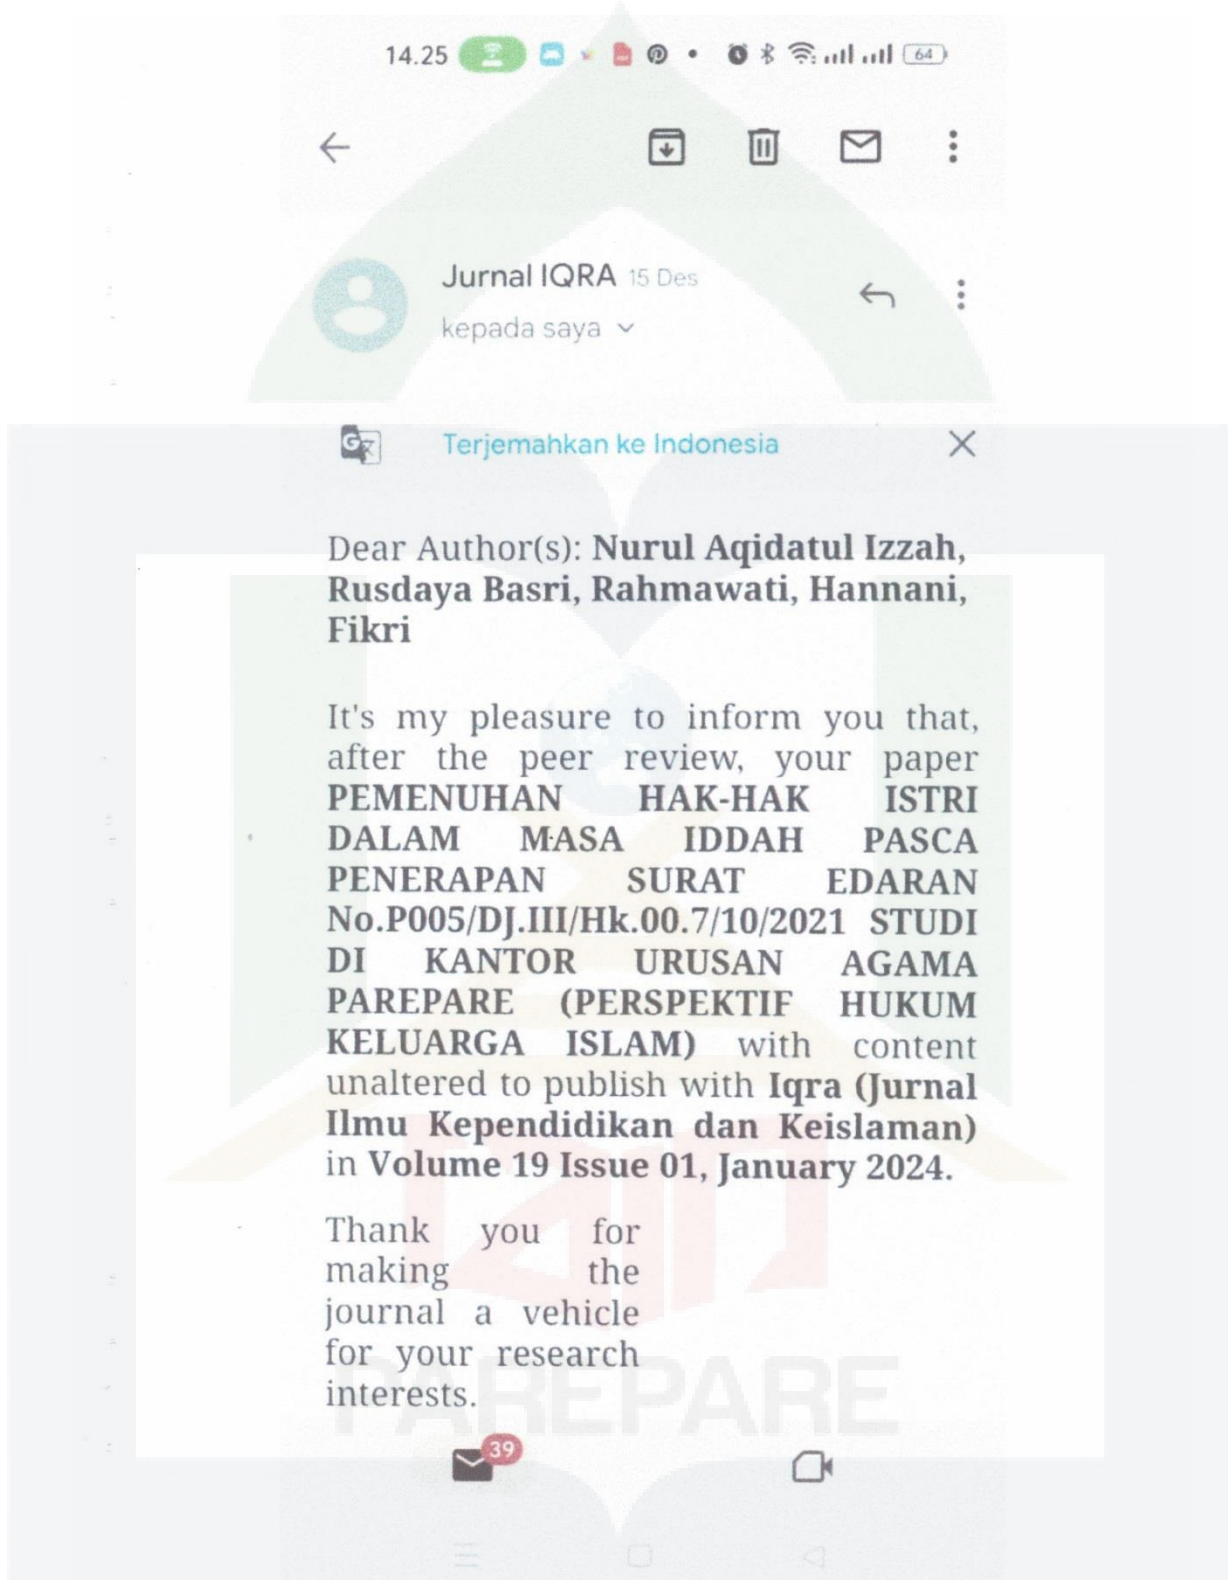 14.25
64
Jurnal IQRA 15 Des
kepada saya
Terjemahkan ke Indonesia
Dear Author(s): Nurul Aqidatul Izzah,
Rusdaya Basri, Rahmawati, Hannani,
Fikri
It's my pleasure to inform you that,
after the peer review, your paper
PEMENUHAN HAK-HAK ISTRI
DALAM MASA IDDAH PASCA
PENERAPAN SURAT EDARAN
No.P005/DJ.III/Hk.00.7/10/2021 STUDI
DI KANTOR URUSAN AGAMA
PAREPARE (PERSPEKTIF HUKUM
KELUARGA ISLAM) with content
unaltered to publish with Iqra (Jurnal
Ilmu Kependidikan dan Keislaman)
in Volume 19 Issue 01, January 2024.
Thank you for
making the
journal a vehicle
for your research
interests.
PAREPARE
39